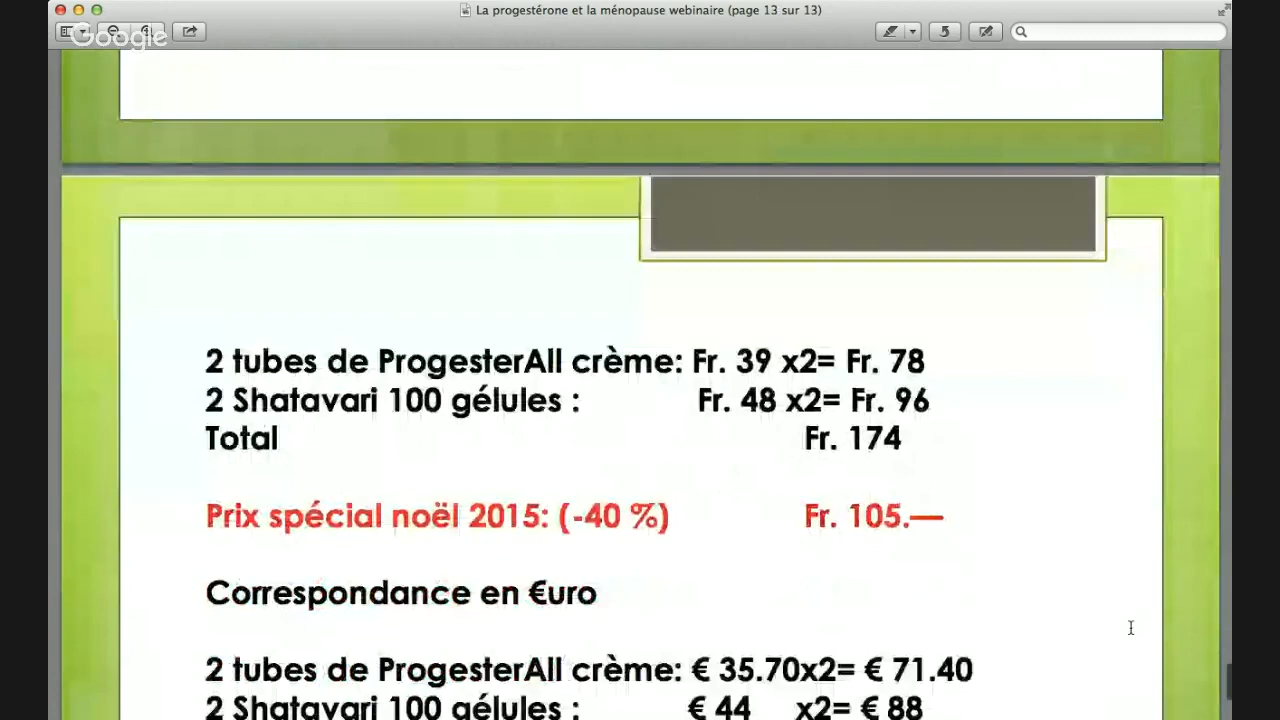 La progestérone et la ménopause webinaire (page 13 sur 13)
Google
2 tubes de ProgesterAll crème: Fr. 39 x2= Fr. 78
2 Shatavari 100 gélules : Fr. 48 x2= Fr. 96
Total Fr. 174
Prix spécial noël 2015: (-40 %) Fr. 105.—
Correspondance en €uro
2 tubes de ProgesterAll crème: € 35.70x2= € 71.40
2 Shatavari 100 gélules : € 44 x2= € 88